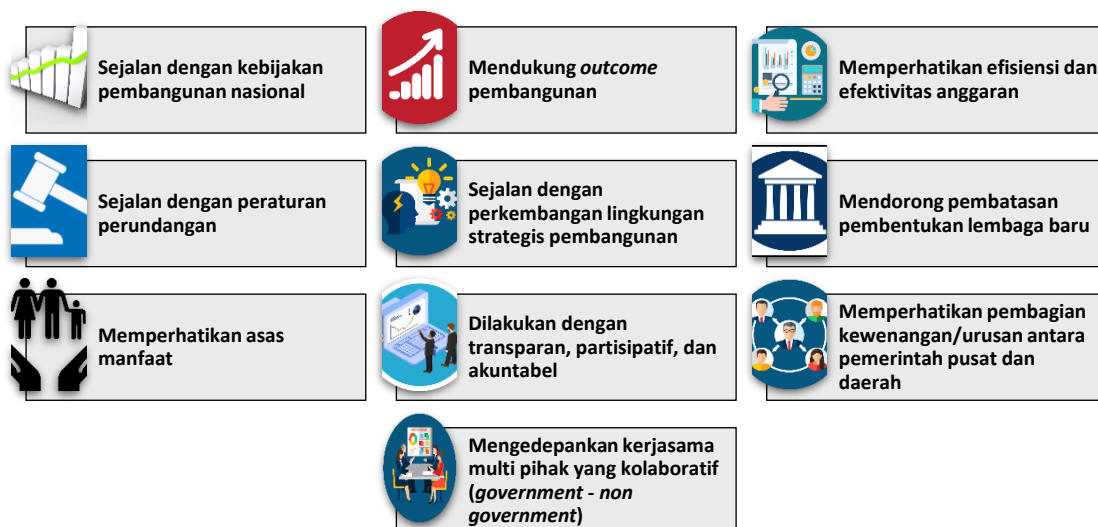 Sejalan dengan kebijakan
pembangunan nasional
Mendukung outcome
pembangunan
Memperhatikan efisiensi dan
efektivitas anggaran
Sejalan dengan peraturan
perundangan
Sejalan dengan
perkembangan lingkungan
strategis pembangunan
Mendorong pembatasan
pembentukan lembaga baru
Memperhatikan asas
manfaat
Dilakukan dengan
transparan, partisipatif, dan
akuntabel
Memperhatikan pembagian
kewenangan/urusan antara
pemerintah pusat dan
daerah
Mengedepankan kerjasama
multi pihak yang kolaboratif
(government - non
government)